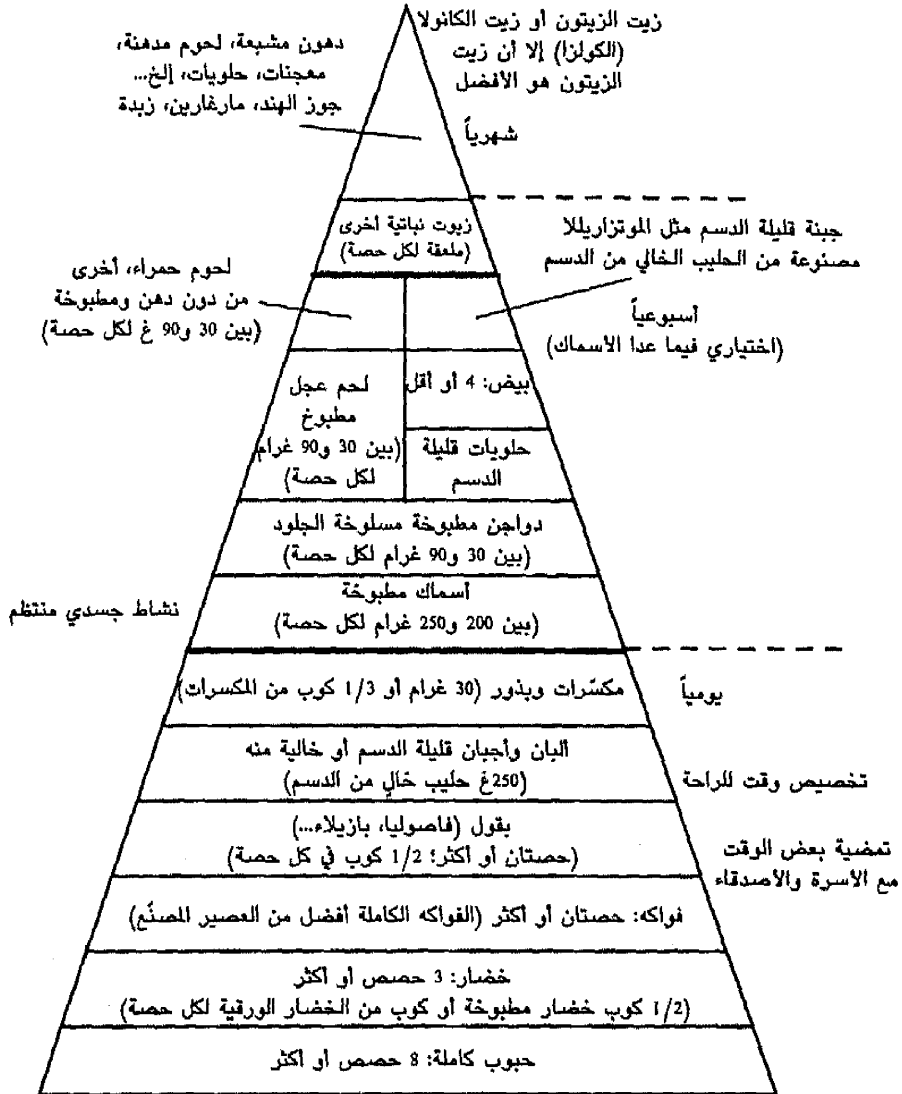 زيت الزيتون أو زيت الكانولا
(الكولزا) إلا أن زيت
الزيتون هو الأفضل
دهون مشبعة، لحوم مدهنة،
معجنات، حلويات، إلخ...
جوز الهند، مارغارين، زبدة
شهرياً
زيوت نباتية أخرى
(ملعقة لكل حصة)
جبنة قليلة الدسم مثل الموتزاريللا
مصنوعة من الحليب الخالي من الدسم
لحوم حمراء، أخرى
من دون دهن ومطبوخة
(بين 30 و90 غ لكل حصة)
أسبوعياً
(اختياري فيما عدا الأسماك)
بيض: 4 أو أقل
لحم عجل
مطبوخ
(بين 30 و90 غرام
لكل حصة)
حلويات قليلة
الدسم
دواجن مطبوخة مسلوخة الجلود
(بين 30 و90 غرام لكل حصة)
أسماك مطبوخة
(بين 200 و250 غرام لكل حصة)
نشاط جسدي منتظم
مكسّرات وبذور (30 غرام أو 1/3 كوب من المكسرات)
يومياً
ألبان وأجبان قليلة الدسم أو خالية منه
(250غ حليب خالٍ من الدسم)
تخصيص وقت للراحة
بقول (فاصوليا، بازيلاء...)
(حصتان أو أكثر؛ 1/2 كوب في كل حصة)
تمضية بعض الوقت
مع الأسرة والأصدقاء
فواكه: حصتان أو أكثر (الفواكه الكاملة أفضل من العصير المصنّع)
خضار: 3 حصص أو أكثر
(1/2 كوب خضار مطبوخة أو كوب من الخضار الورقية لكل حصة)
حبوب كاملة: 8 حصص أو أكثر